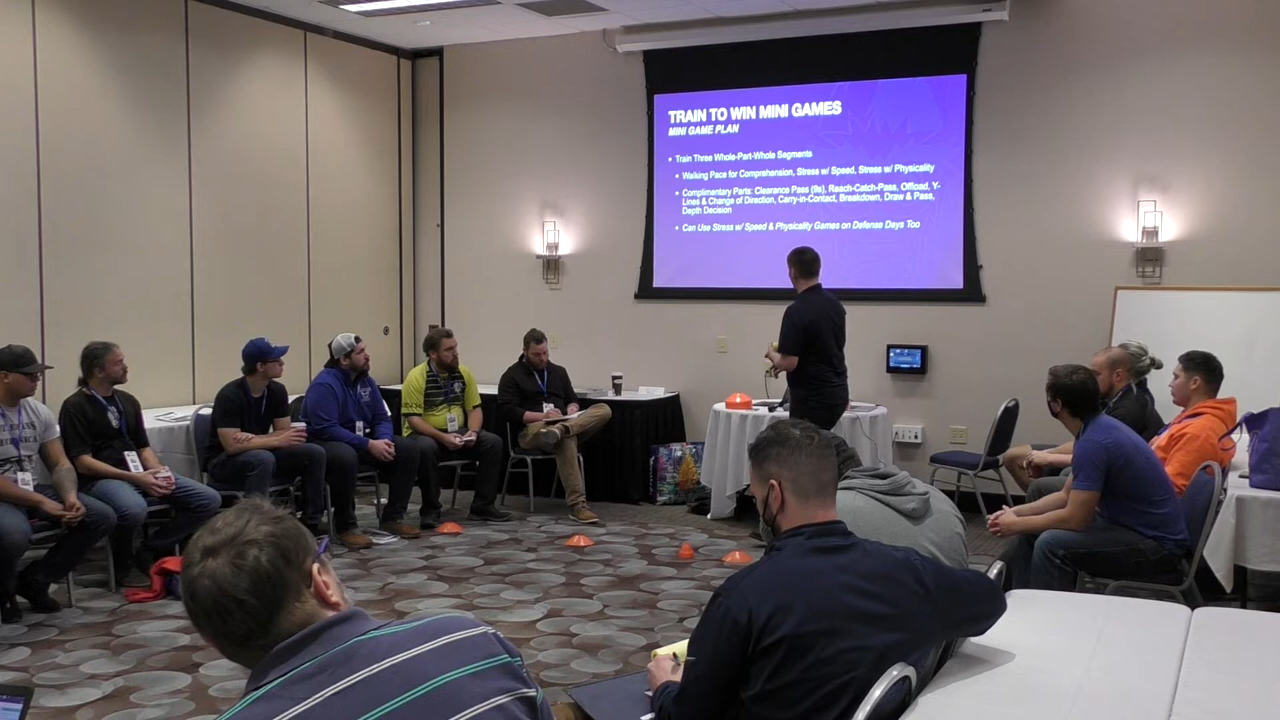 TRAIN TO WIN MINI GAMES
MINI GAME PLAN
• Train Three Whole-Part-Whole Segments
• Walking Pace for Comprehension, Stress w/ Speed, Stress w/ Physicality
• Complimentary Parts: Clearance Pass (9s), Reach-Catch-Pass, Offload, Y-
Lines & Change of Direction, Carry-in-Contact, Breakdown, Draw & Pass,
Depth Decision
• Can Use Stress w/ Speed & Physicality Games on Defense Days Too